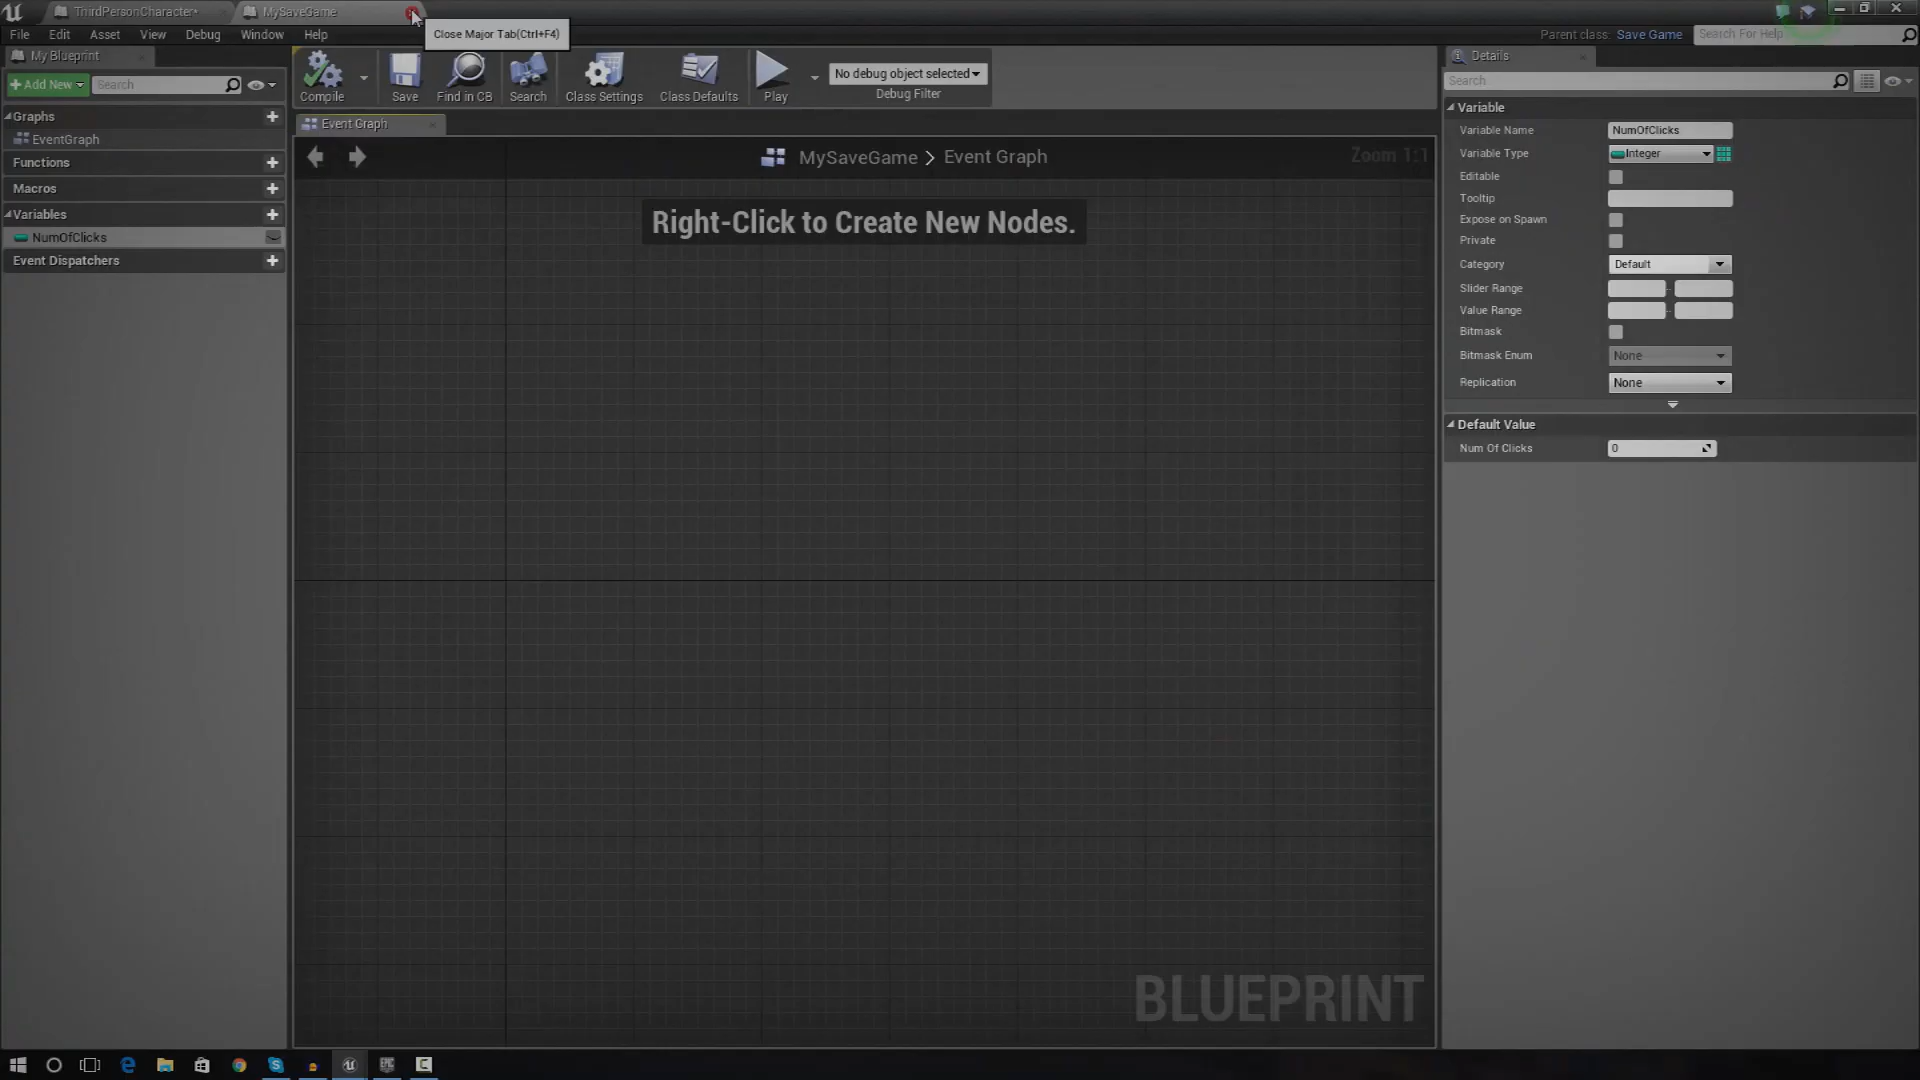 ThirdPersonCharacter*
MySaveGame
Close Major Tab(Ctrl+F4)
File Edit Asset View Debug Window Help
Parent class: Save Game
Search For Help
My Blueprint
+ Add New
Search
Graphs
EventGraph
Functions
Macros
Variables
NumOfClicks
Event Dispatchers
Compile
Save
Find in CB
Search
Class Settings
Class Defaults
Play
No debug object selected
Debug Filter
Event Graph
MySaveGame > Event Graph
Zoom 1:1
Right-Click to Create New Nodes.
BLUEPRINT
Details
Search
Variable
Variable Name NumOfClicks
Variable Type Integer
Editable
Tooltip
Expose on Spawn
Private
Category Default
Slider Range
Value Range
Bitmask
Bitmask Enum None
Replication None
Default Value
Num Of Clicks 0